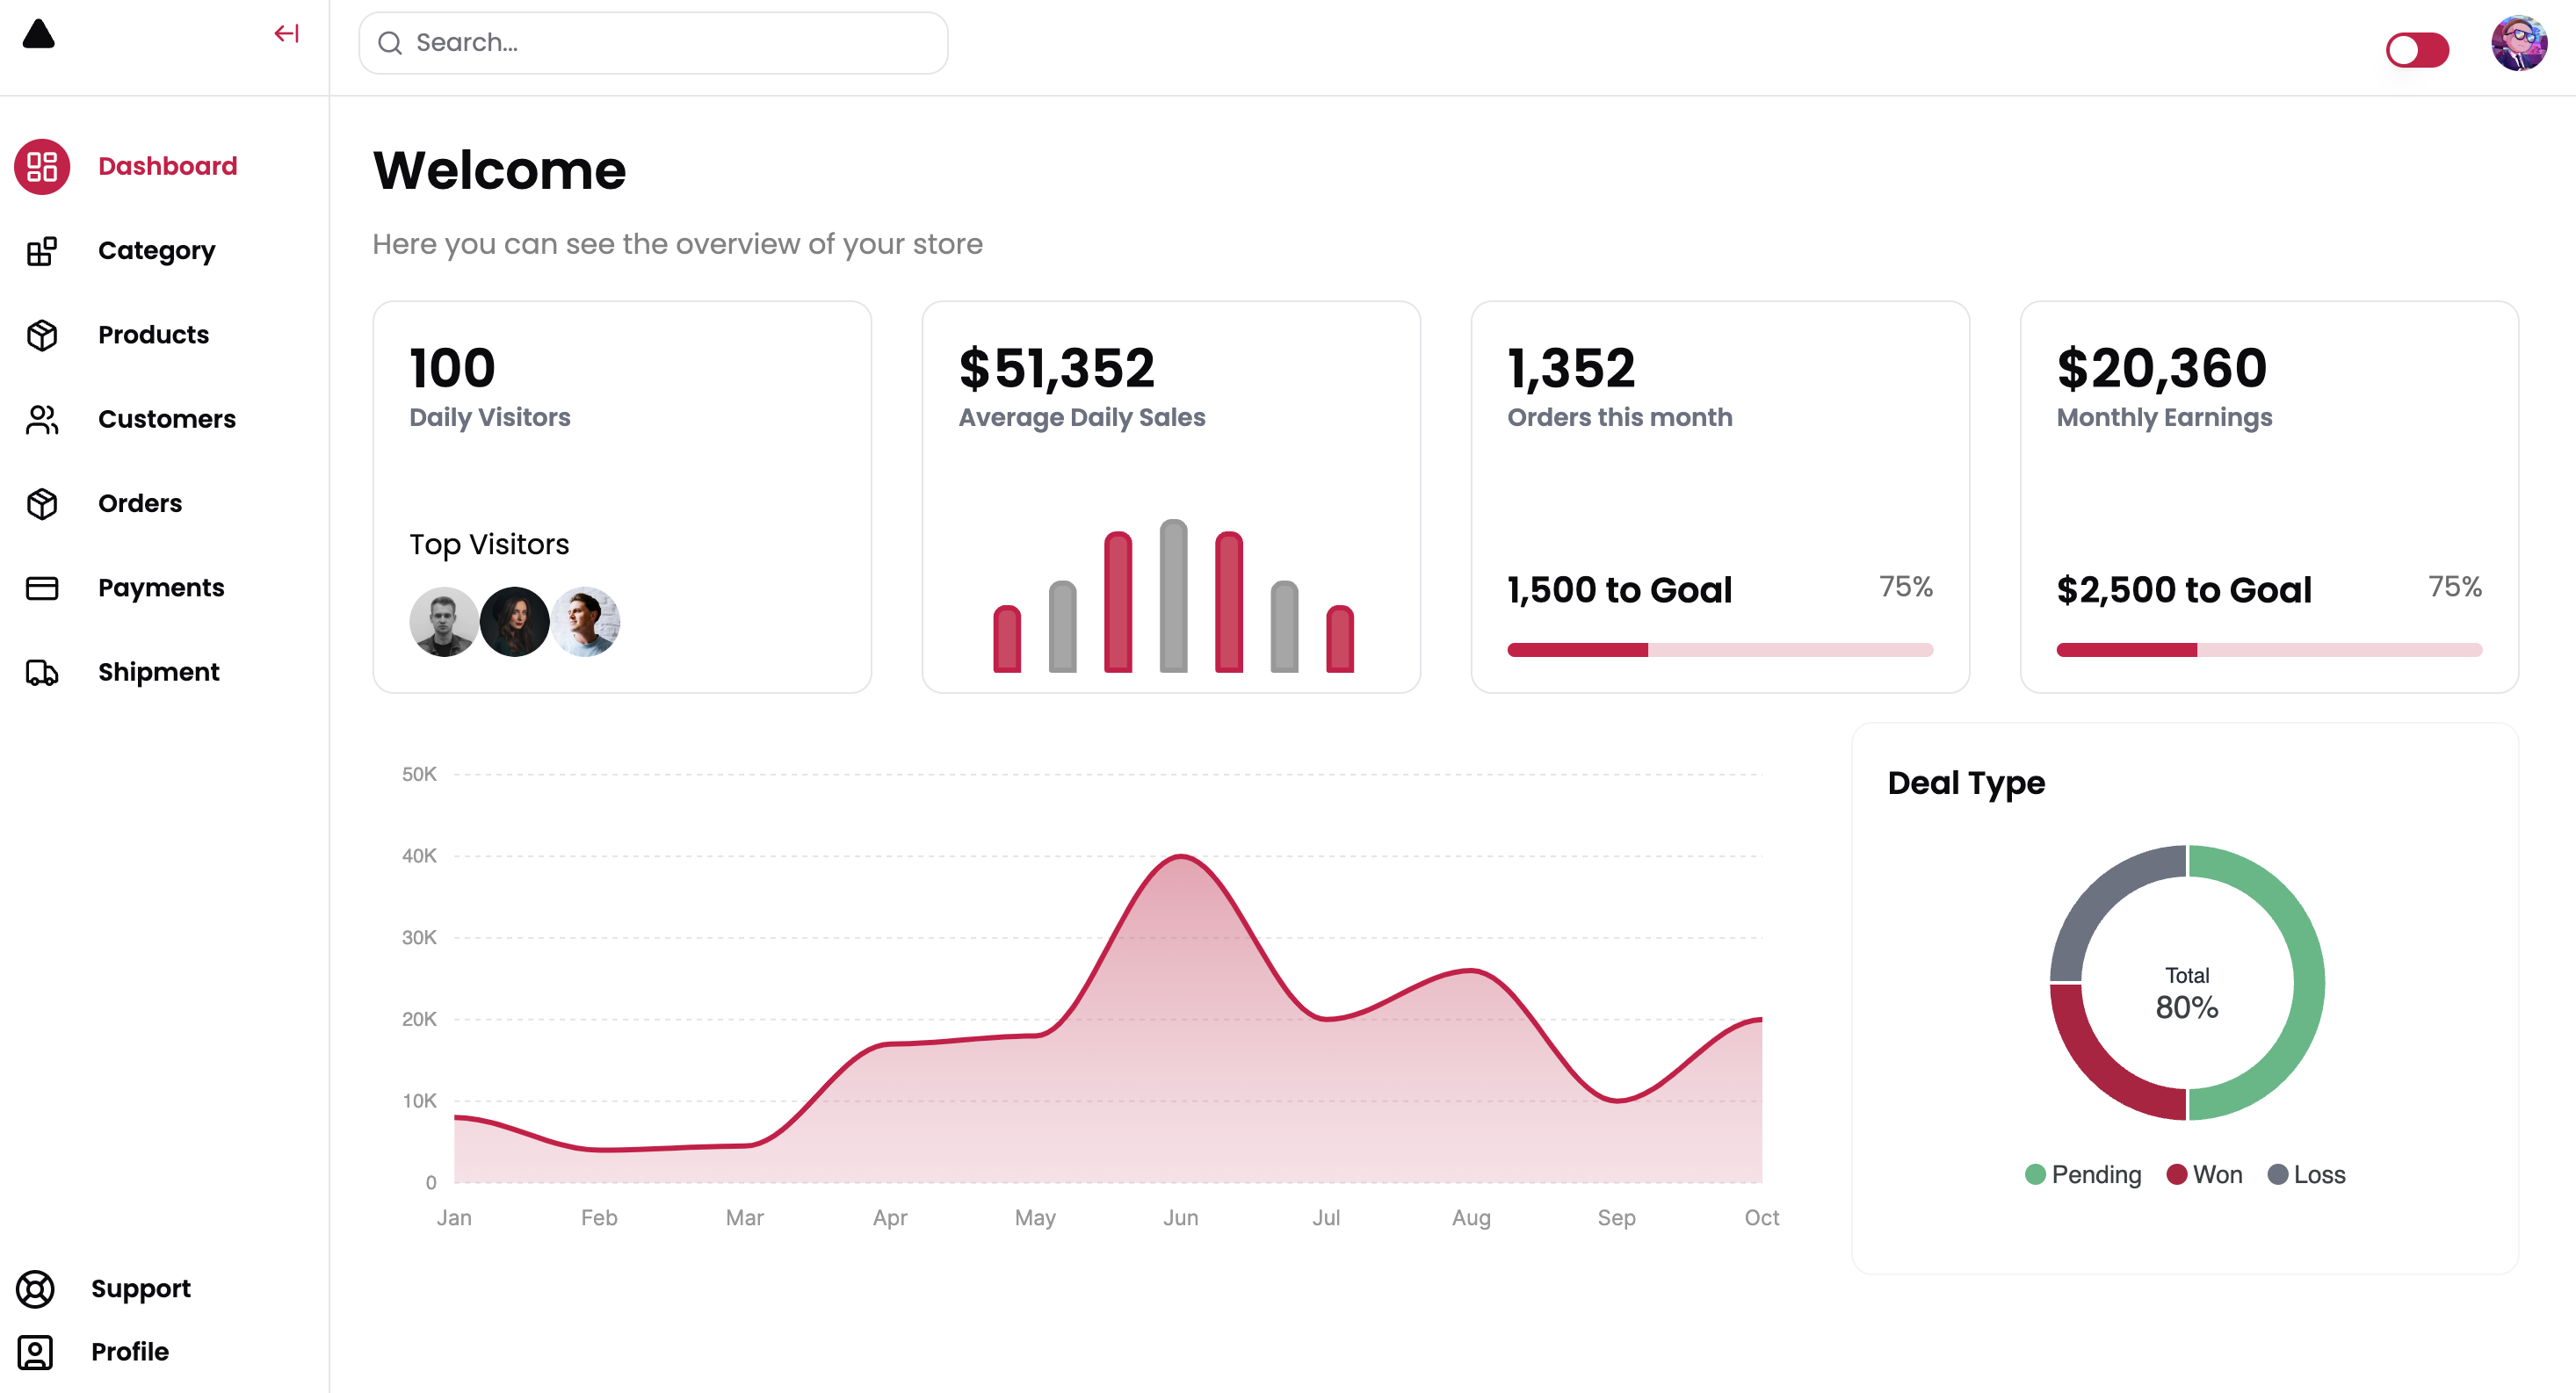 Search...
Dashboard
Category
Products
Customers
Orders
Payments
Shipment
Support
Profile
Welcome
Here you can see the overview of your store
100
Daily Visitors
Top Visitors
$51,352
Average Daily Sales
1,352
Orders this month
1,500 to Goal 75%
$20,360
Monthly Earnings
$2,500 to Goal 75%
50K
40K
30K
20K
10K
0
Jan Feb Mar Apr May Jun Jul Aug Sep Oct
Deal Type
Total
80%
Pending Won Loss